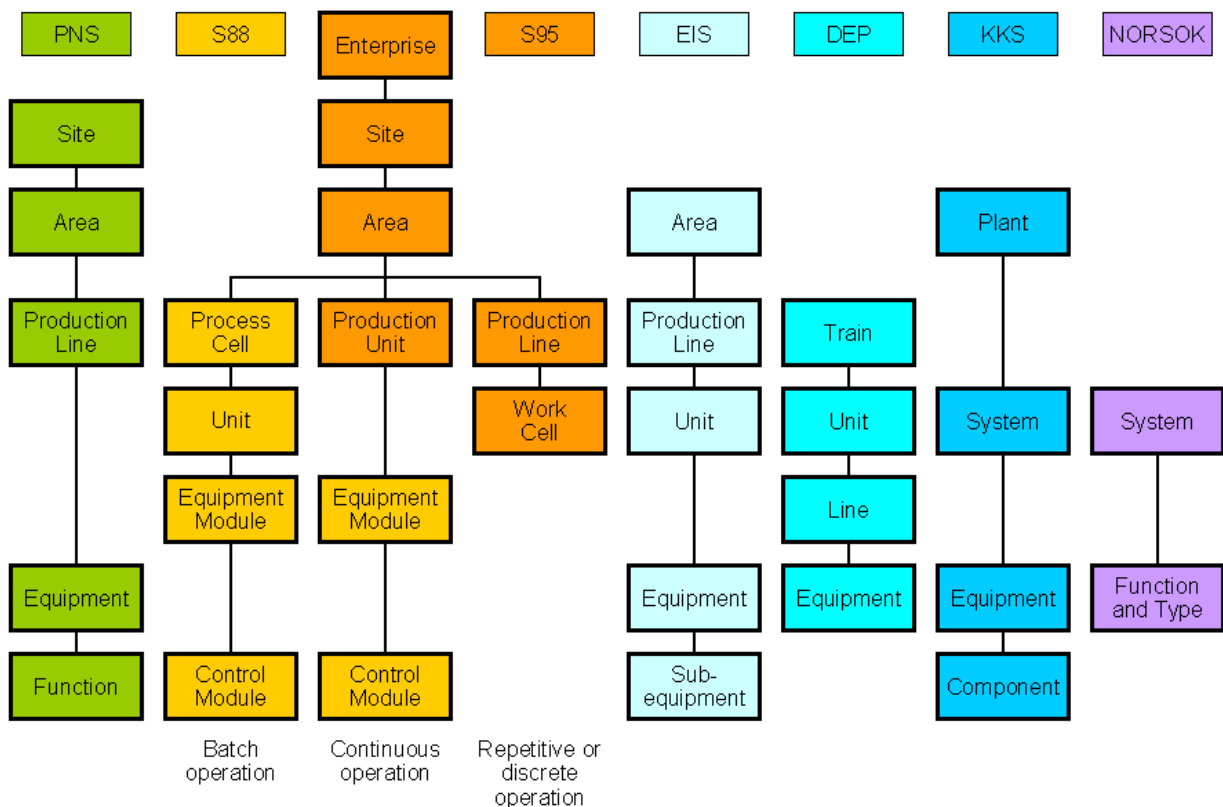 PNS
S88
Enterprise
S95
EIS
DEP
KKS
NORSOK
Site
Site
Area
Area
Area
Plant
Production
Line
Process
Cell
Production
Unit
Production
Line
Production
Line
Train
Unit
Work
Cell
Unit
Unit
System
System
Equipment
Module
Equipment
Module
Line
Equipment
Equipment
Equipment
Equipment
Function
and Type
Function
Control
Module
Control
Module
Sub-
equipment
Component
Batch
operation
Continuous
operation
Repetitive or
discrete
operation